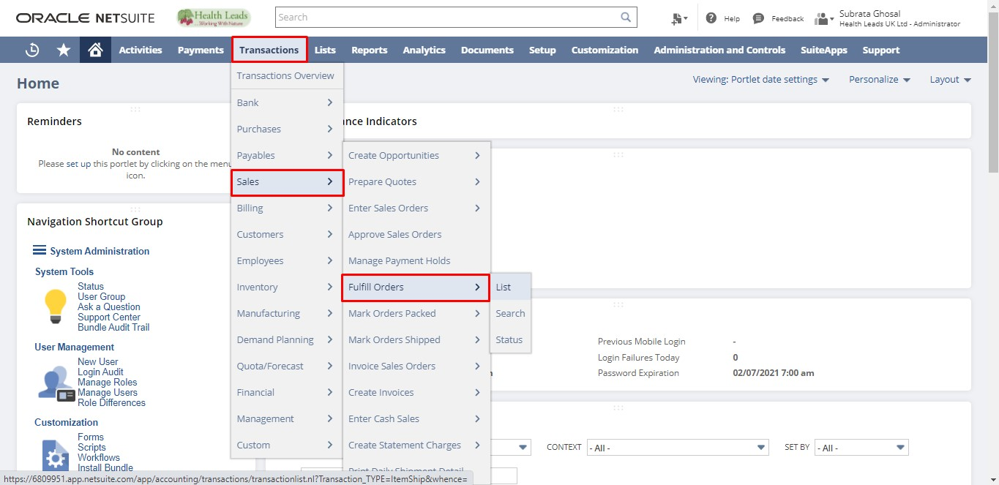 ORACLE NETSUITE
Health Leads
...Working With Nature
Search
Help
Feedback
Subrata Ghosal
Health Leads UK Ltd - Administrator
Activities
Payments
Transactions
Lists
Reports
Analytics
Documents
Setup
Customization
Administration and Controls
SuiteApps
Support
Home
Viewing: Portlet date settings
Personalize
Layout
Reminders
No content
Please set up this portlet by clicking on the menu
icon.
Navigation Shortcut Group
System Administration
System Tools
Status
User Group
Ask a Question
Support Center
Bundle Audit Trail
User Management
New User
Login Audit
Manage Roles
Manage Users
Role Differences
Customization
Forms
Scripts
Workflows
Install Bundle
Transactions Overview
Bank
Purchases
Payables
Sales
Billing
Customers
Employees
Inventory
Manufacturing
Demand Planning
Quota/Forecast
Financial
Management
Custom
Create Opportunities
Prepare Quotes
Enter Sales Orders
Approve Sales Orders
Manage Payment Holds
Fulfill Orders
Mark Orders Packed
Mark Orders Shipped
Invoice Sales Orders
Create Invoices
Enter Cash Sales
Create Statement Charges
Print Daily Shipment Detail
List
Search
Status
nce Indicators
Previous Mobile Login -
Login Failures Today 0
Password Expiration 02/07/2021 7:00 am
CONTEXT - All - SET BY - All -
https://6809951.app.netsuite.com/app/accounting/transactions/transactionlist.nl?Transaction_TYPE=ItemShip&whence=